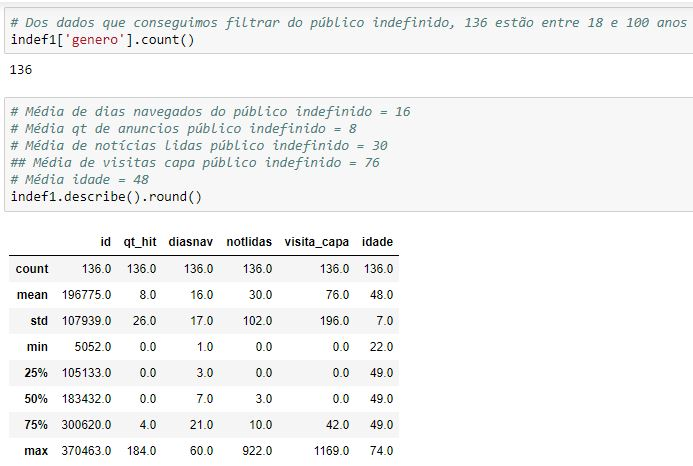 # Dos dados que conseguimos filtrar do público indefinido, 136 estão entre 18 e 100 anos
indef1['genero'].count()
136
# Média de dias navegados do público indefinido = 16
# Média qt de anuncios público indefinido = 8
# Média de notícias lidas público indefinido = 30
## Média de visitas capa público indefinido = 76
# Média idade = 48
indef1.describe().round()
id qt_hit diasnav notlidas visita_capa idade
count 136.0 136.0 136.0 136.0 136.0 136.0
mean 196775.0 8.0 16.0 30.0 76.0 48.0
std 107939.0 26.0 17.0 102.0 196.0 7.0
min 5052.0 0.0 1.0 0.0 0.0 22.0
25% 105133.0 0.0 3.0 0.0 0.0 49.0
50% 183432.0 0.0 7.0 3.0 0.0 49.0
75% 300620.0 4.0 21.0 10.0 42.0 49.0
max 370463.0 184.0 60.0 922.0 1169.0 74.0